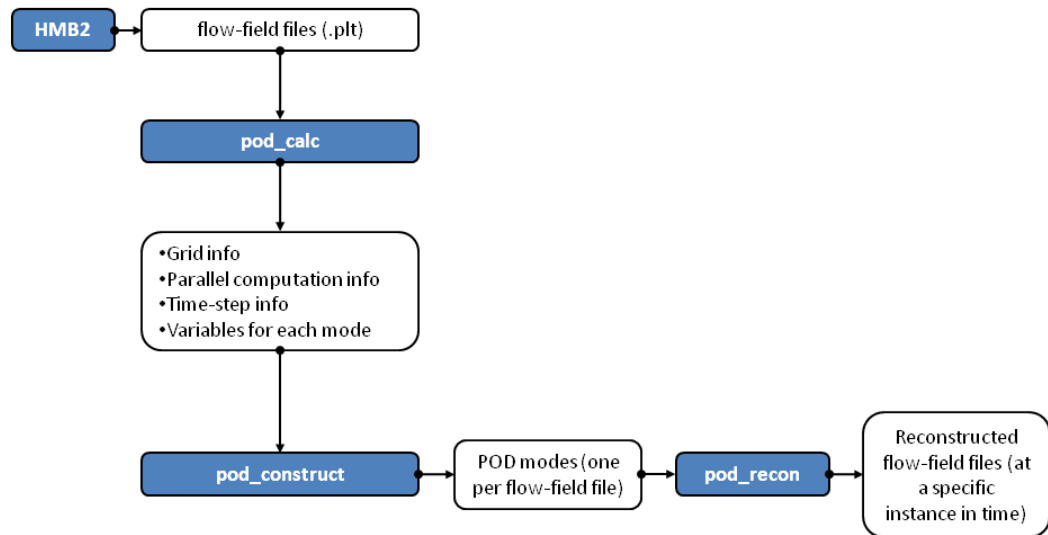 HMB2
flow-field files (.plt)
pod_calc
•Grid info
•Parallel computation info
•Time-step info
•Variables for each mode
pod_construct
POD modes (one
per flow-field file)
pod_recon
Reconstructed
flow-field files (at
a specific
instance in time)